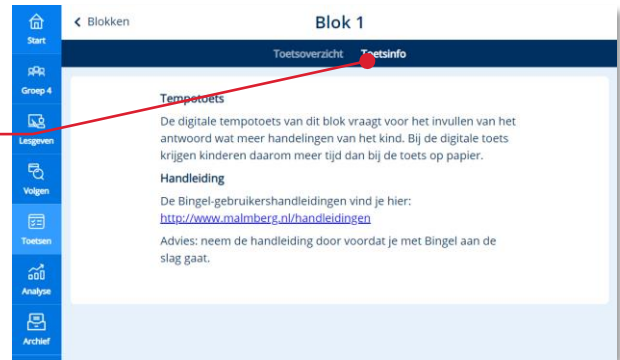 Start
Groep 4
Lesgeven
Volgen
Toetsen
Analyse
Archief
Blokken
Blok 1
Toetsoverzicht Toetsinfo
Tempotoets
De digitale tempotoets van dit blok vraagt voor het invullen van het
antwoord wat meer handelingen van het kind. Bij de digitale toets
krijgen kinderen daarom meer tijd dan bij de toets op papier.
Handleiding
De Bingel-gebruikershandleidingen vind je hier:
http://www.malmberg.nl/handleidingen
Advies: neem de handleiding door voordat je met Bingel aan de
slag gaat.